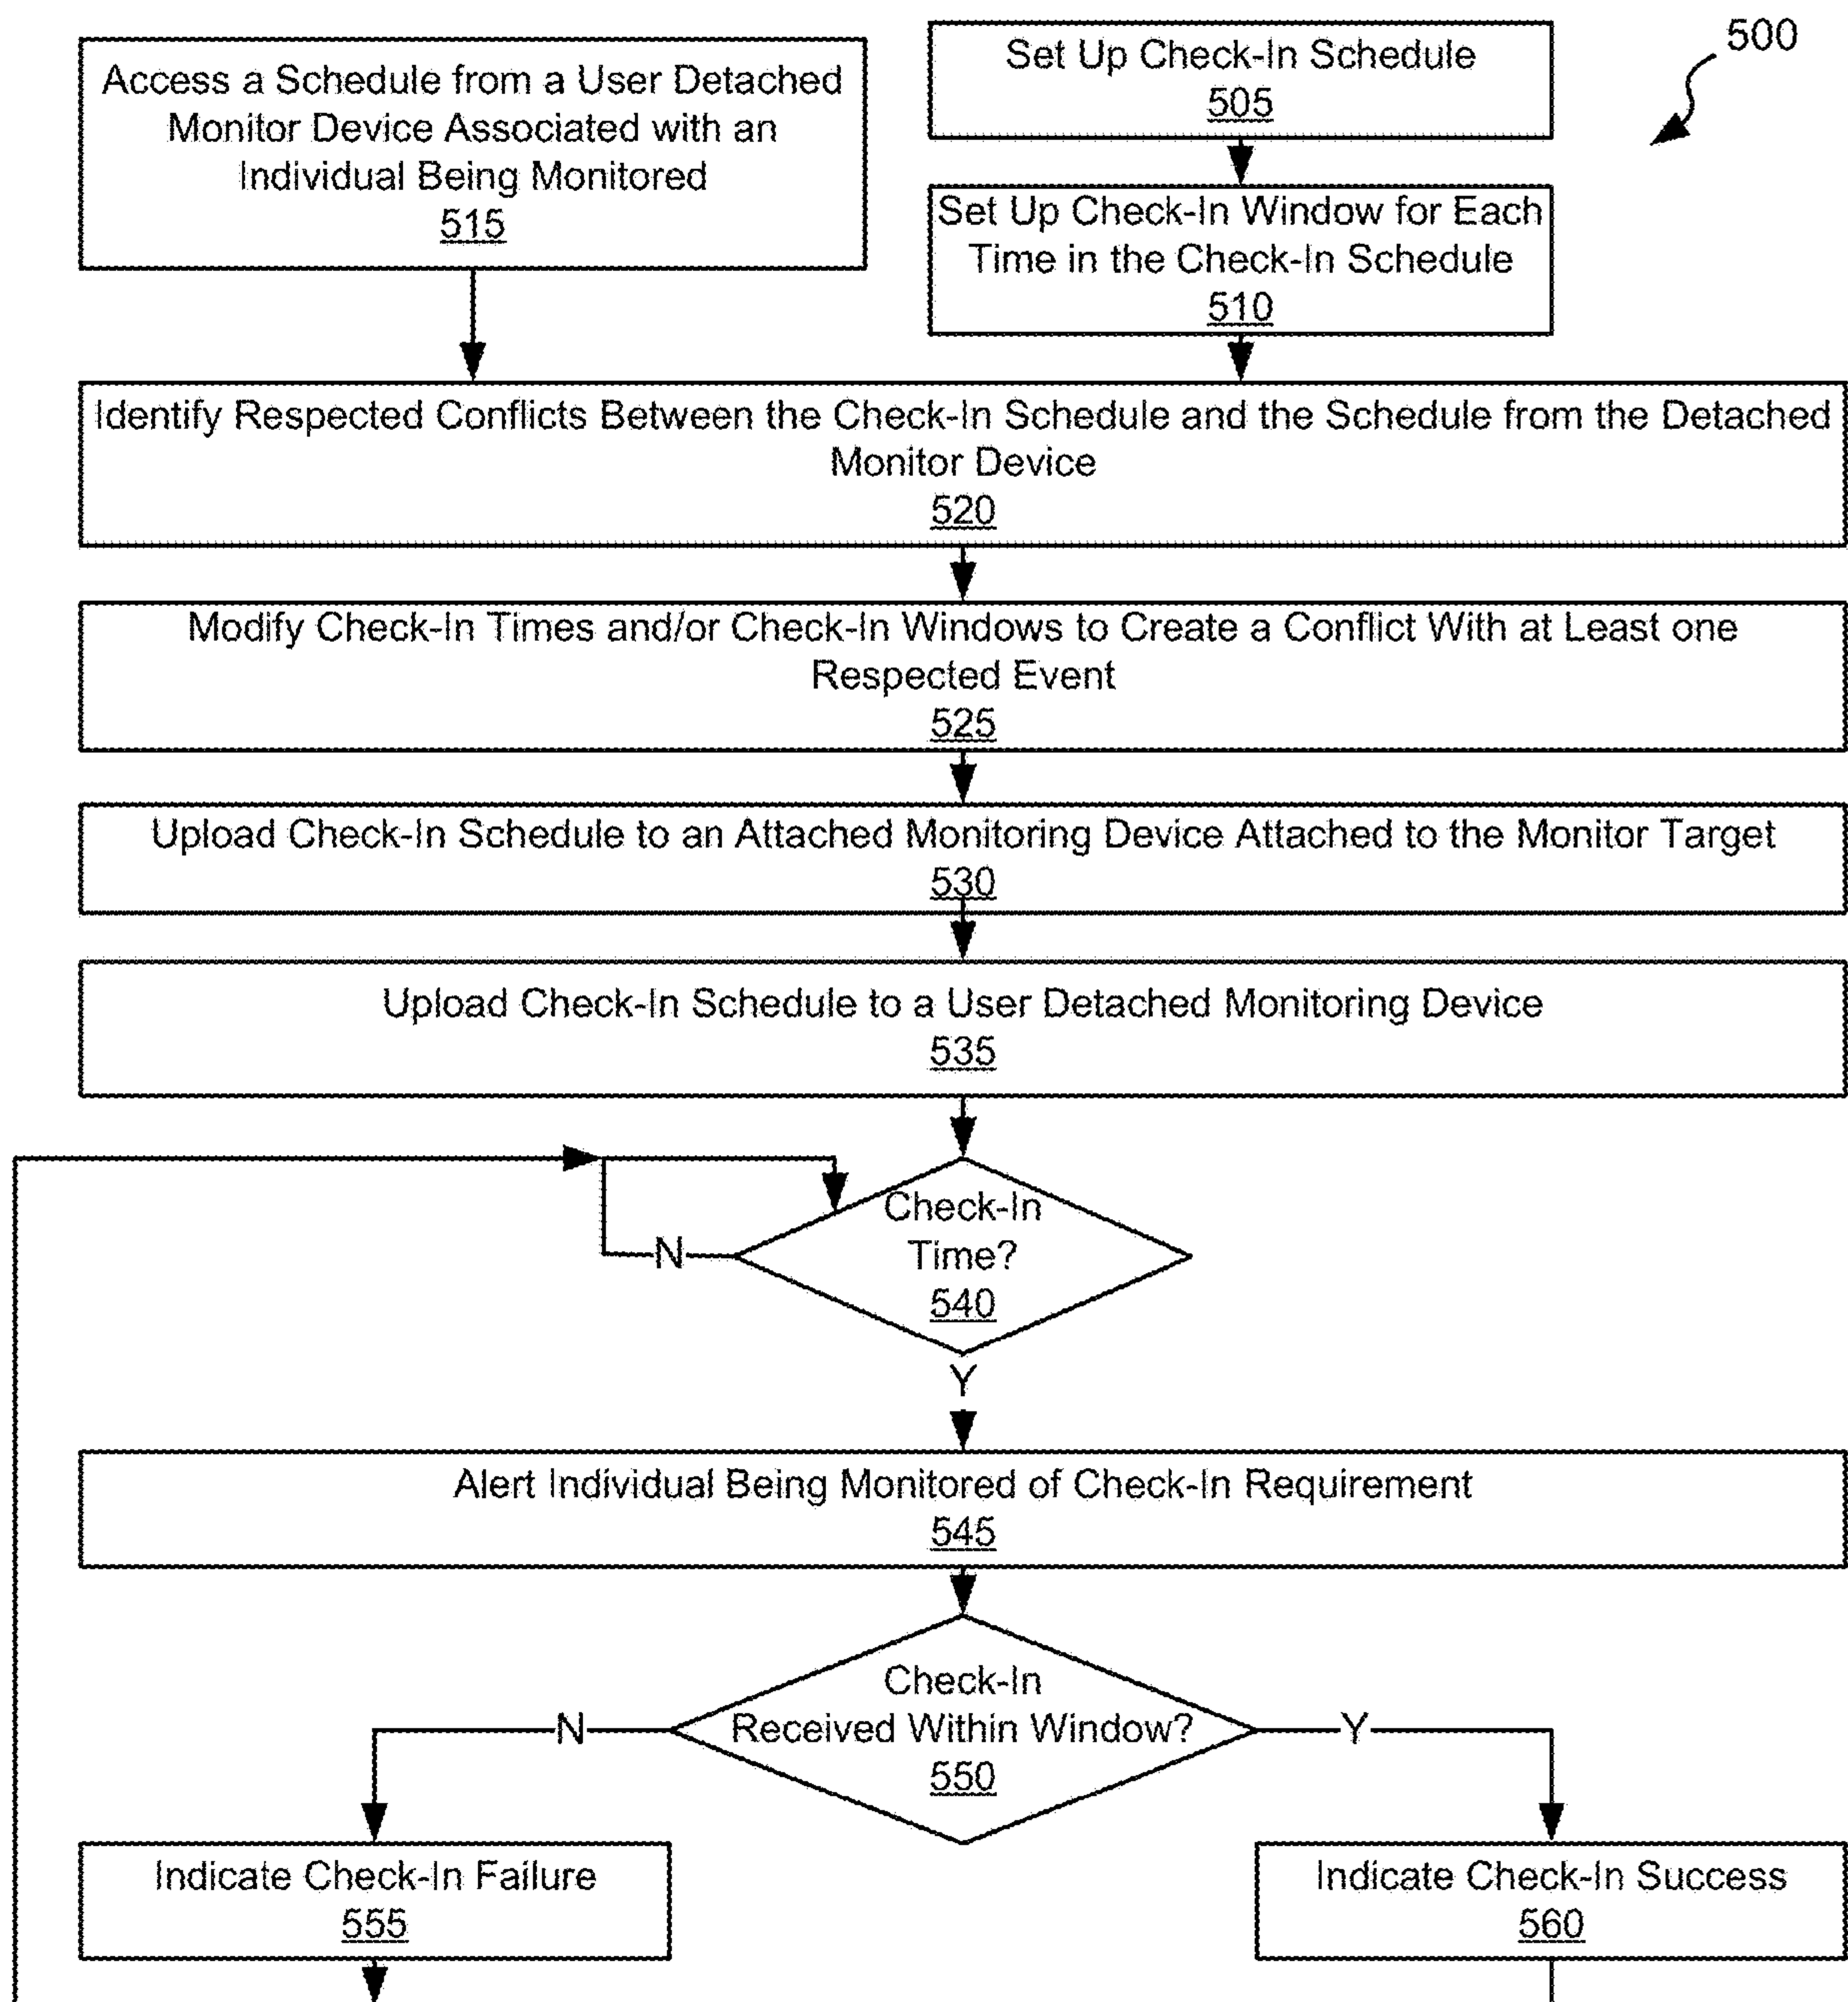 500
Access a Schedule from a User Detached
Monitor Device Associated with an
Individual Being Monitored
515
Set Up Check-In Schedule
505
Set Up Check-In Window for Each
Time in the Check-In Schedule
510
Identify Respected Conflicts Between the Check-In Schedule and the Schedule from the Detached
Monitor Device
520
Modify Check-In Times and/or Check-In Windows to Create a Conflict With at Least one
Respected Event
525
Upload Check-In Schedule to an Attached Monitoring Device Attached to the Monitor Target
530
Upload Check-In Schedule to a User Detached Monitoring Device
535
Check-In
Time?
540
N
Y
Alert Individual Being Monitored of Check-In Requirement
545
Check-In
Received Within Window?
550
N
Y
Indicate Check-In Failure
555
Indicate Check-In Success
560